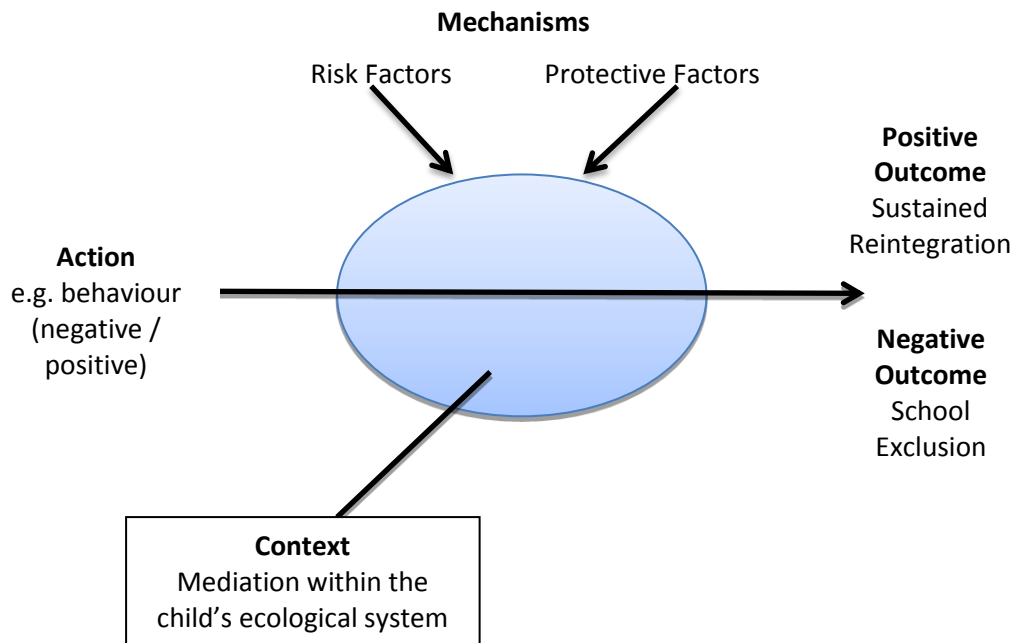 Mechanisms
Risk Factors
Protective Factors
Positive
Outcome
Sustained
Reintegration
Action
e.g. behaviour
(negative /
positive)
Negative
Outcome
School
Exclusion
Context
Mediation within the
child’s ecological system